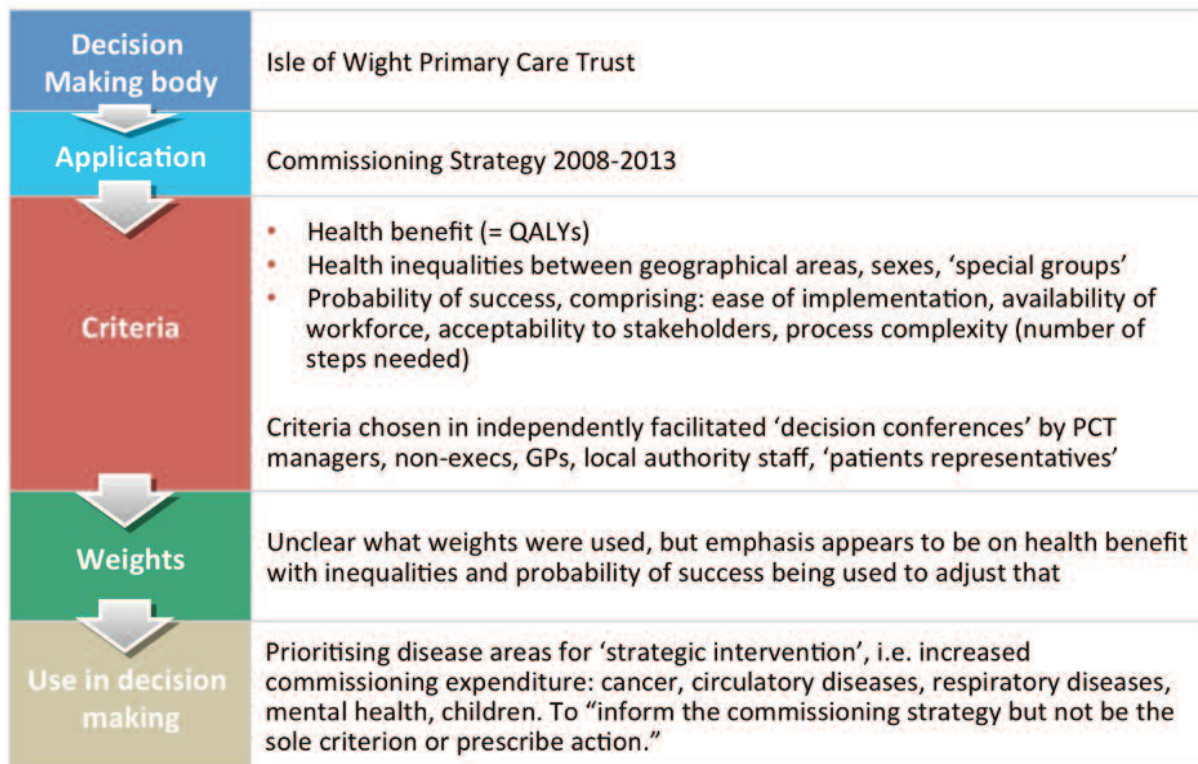 Decision
Making body
Isle of Wight Primary Care Trust
Application
Commissioning Strategy 2008-2013
Criteria
• Health benefit (= QALYs)
• Health inequalities between geographical areas, sexes, ‘special groups’
• Probability of success, comprising: ease of implementation, availability of
workforce, acceptability to stakeholders, process complexity (number of
steps needed)
Criteria chosen in independently facilitated ‘decision conferences’ by PCT
managers, non-execs, GPs, local authority staff, ‘patients representatives’
Weights
Unclear what weights were used, but emphasis appears to be on health benefit
with inequalities and probability of success being used to adjust that
Use in decision
making
Prioritising disease areas for ‘strategic intervention’, i.e. increased
commissioning expenditure: cancer, circulatory diseases, respiratory diseases,
mental health, children. To “inform the commissioning strategy but not be the
sole criterion or prescribe action.”